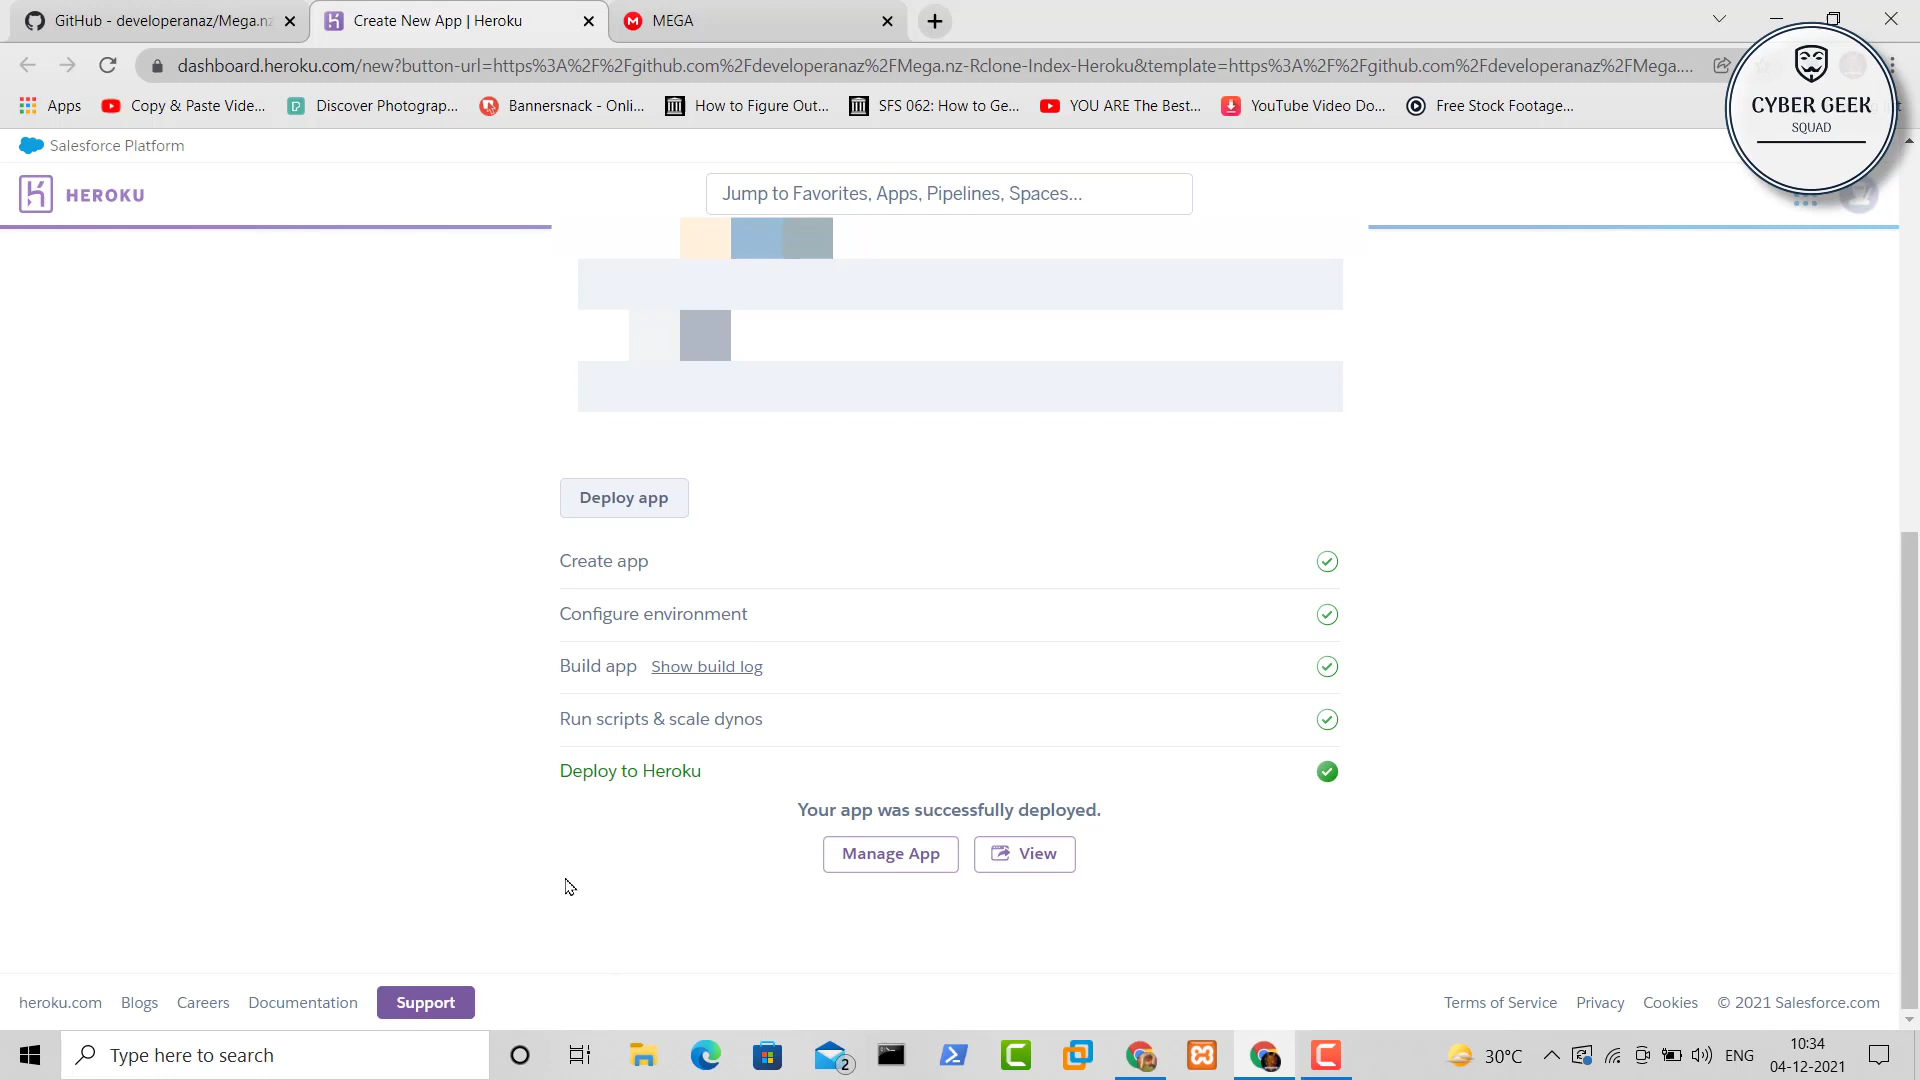 GitHub - developeranaz/Mega.nz
Create New App | Heroku
MEGA
dashboard.heroku.com/new?button-url=https%3A%2F%2Fgithub.com%2Fdeveloperanaz%2FMega.nz-Rclone-Index-Heroku&template=https%3A%2F%2Fgithub.com%2Fdeveloperanaz%2FMega....
Apps
Copy & Paste Vide...
Discover Photograp...
Bannersnack - Onli...
How to Figure Out...
SFS 062: How to Ge...
YOU ARE The Best...
YouTube Video Do...
Free Stock Footage...
CYBER GEEK
SQUAD
Salesforce Platform
HEROKU
Jump to Favorites, Apps, Pipelines, Spaces...
Deploy app
Create app
Configure environment
Build app Show build log
Run scripts & scale dynos
Deploy to Heroku
Your app was successfully deployed.
Manage App
View
heroku.com
Blogs
Careers
Documentation
Support
Terms of Service
Privacy
Cookies
© 2021 Salesforce.com
Type here to search
2
30°C
ENG
10:34
04-12-2021